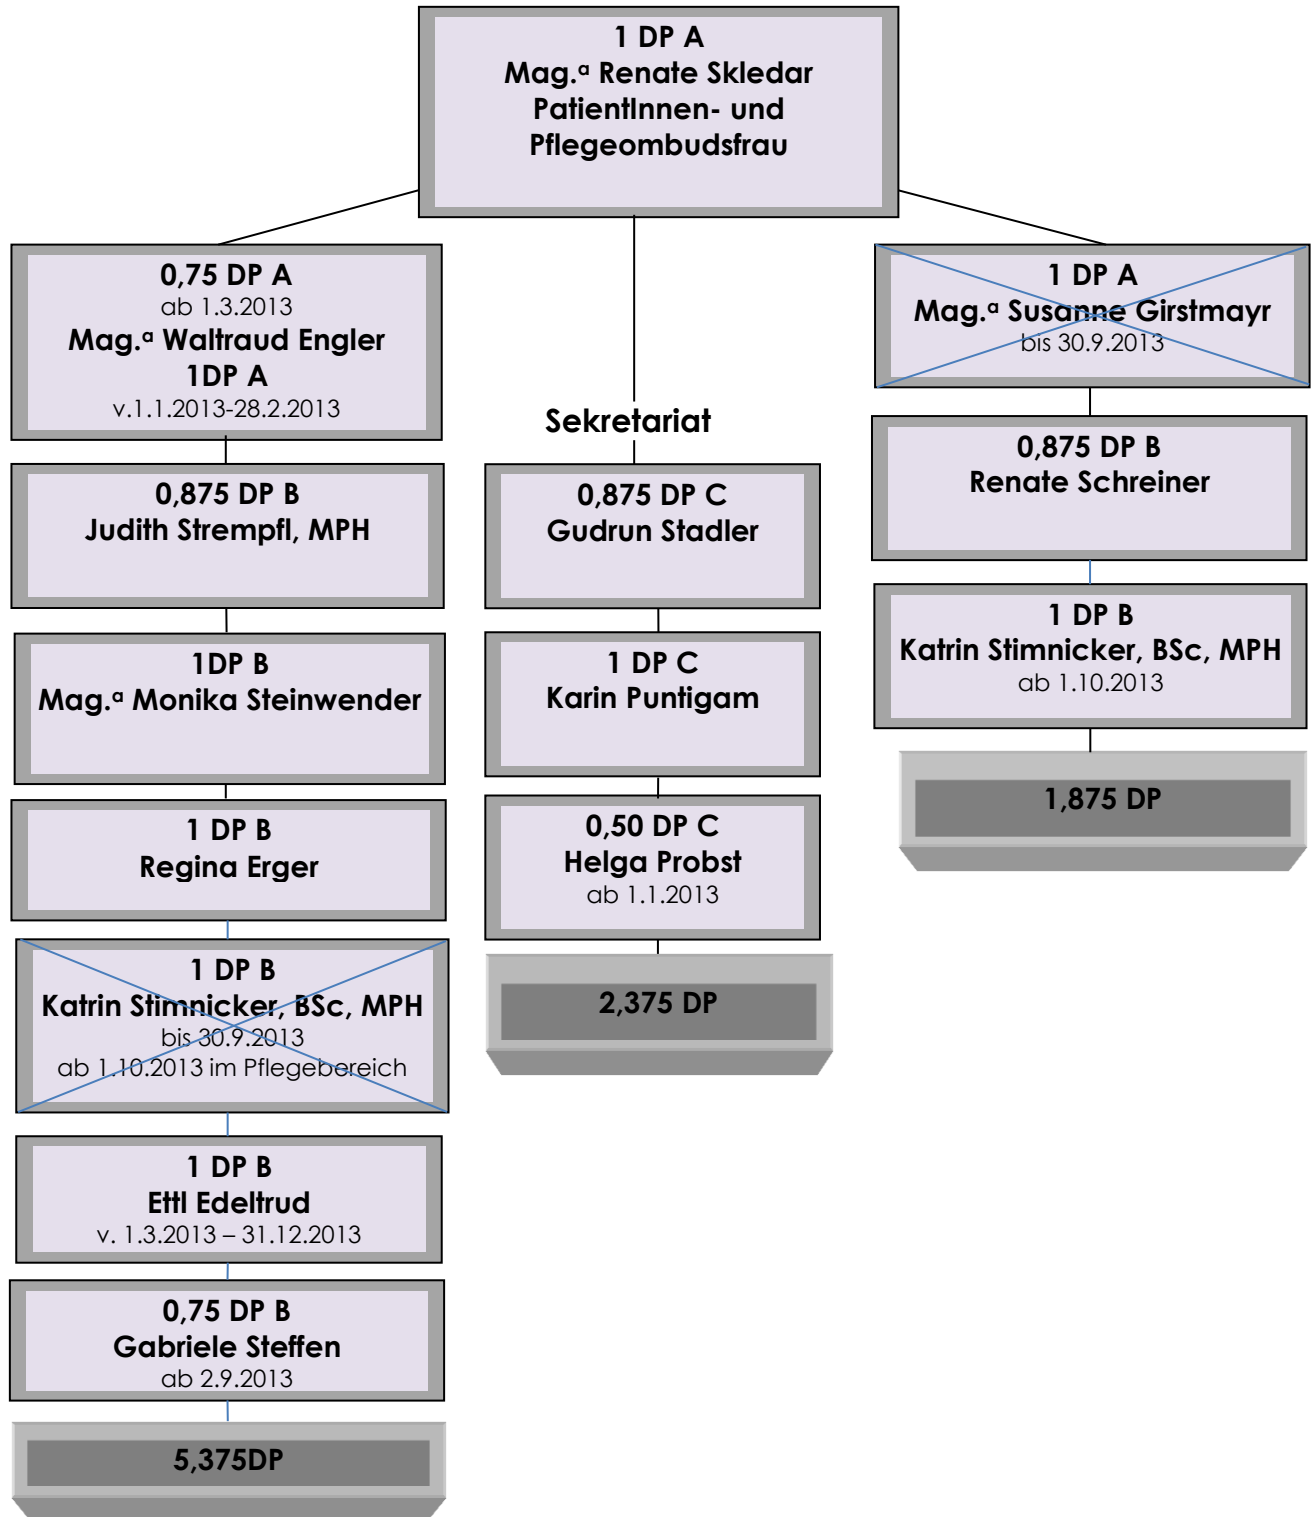 1 DP A
Mag.ª Renate Skledar
PatientInnen- und
Pflegeombudsfrau
0,75 DP A
ab 1.3.2013
Mag.ª Waltraud Engler
1DP A
v.1.1.2013-28.2.2013
0,875 DP B
Judith Strempfl, MPH
1DP B
Mag.ª Monika Steinwender
1 DP B
Regina Erger
1 DP B
Katrin Stimnicker, BSc, MPH
bis 30.9.2013
ab 1.10.2013 im Pflegebereich
1 DP B
Ettl Edeltrud
v. 1.3.2013 – 31.12.2013
0,75 DP B
Gabriele Steffen
ab 2.9.2013
5,375DP
Sekretariat
0,875 DP C
Gudrun Stadler
1 DP C
Karin Puntigam
0,50 DP C
Helga Probst
ab 1.1.2013
2,375 DP
1 DP A
Mag.ª Susanne Girstmayr
bis 30.9.2013
0,875 DP B
Renate Schreiner
1 DP B
Katrin Stimnicker, BSc, MPH
ab 1.10.2013
1,875 DP